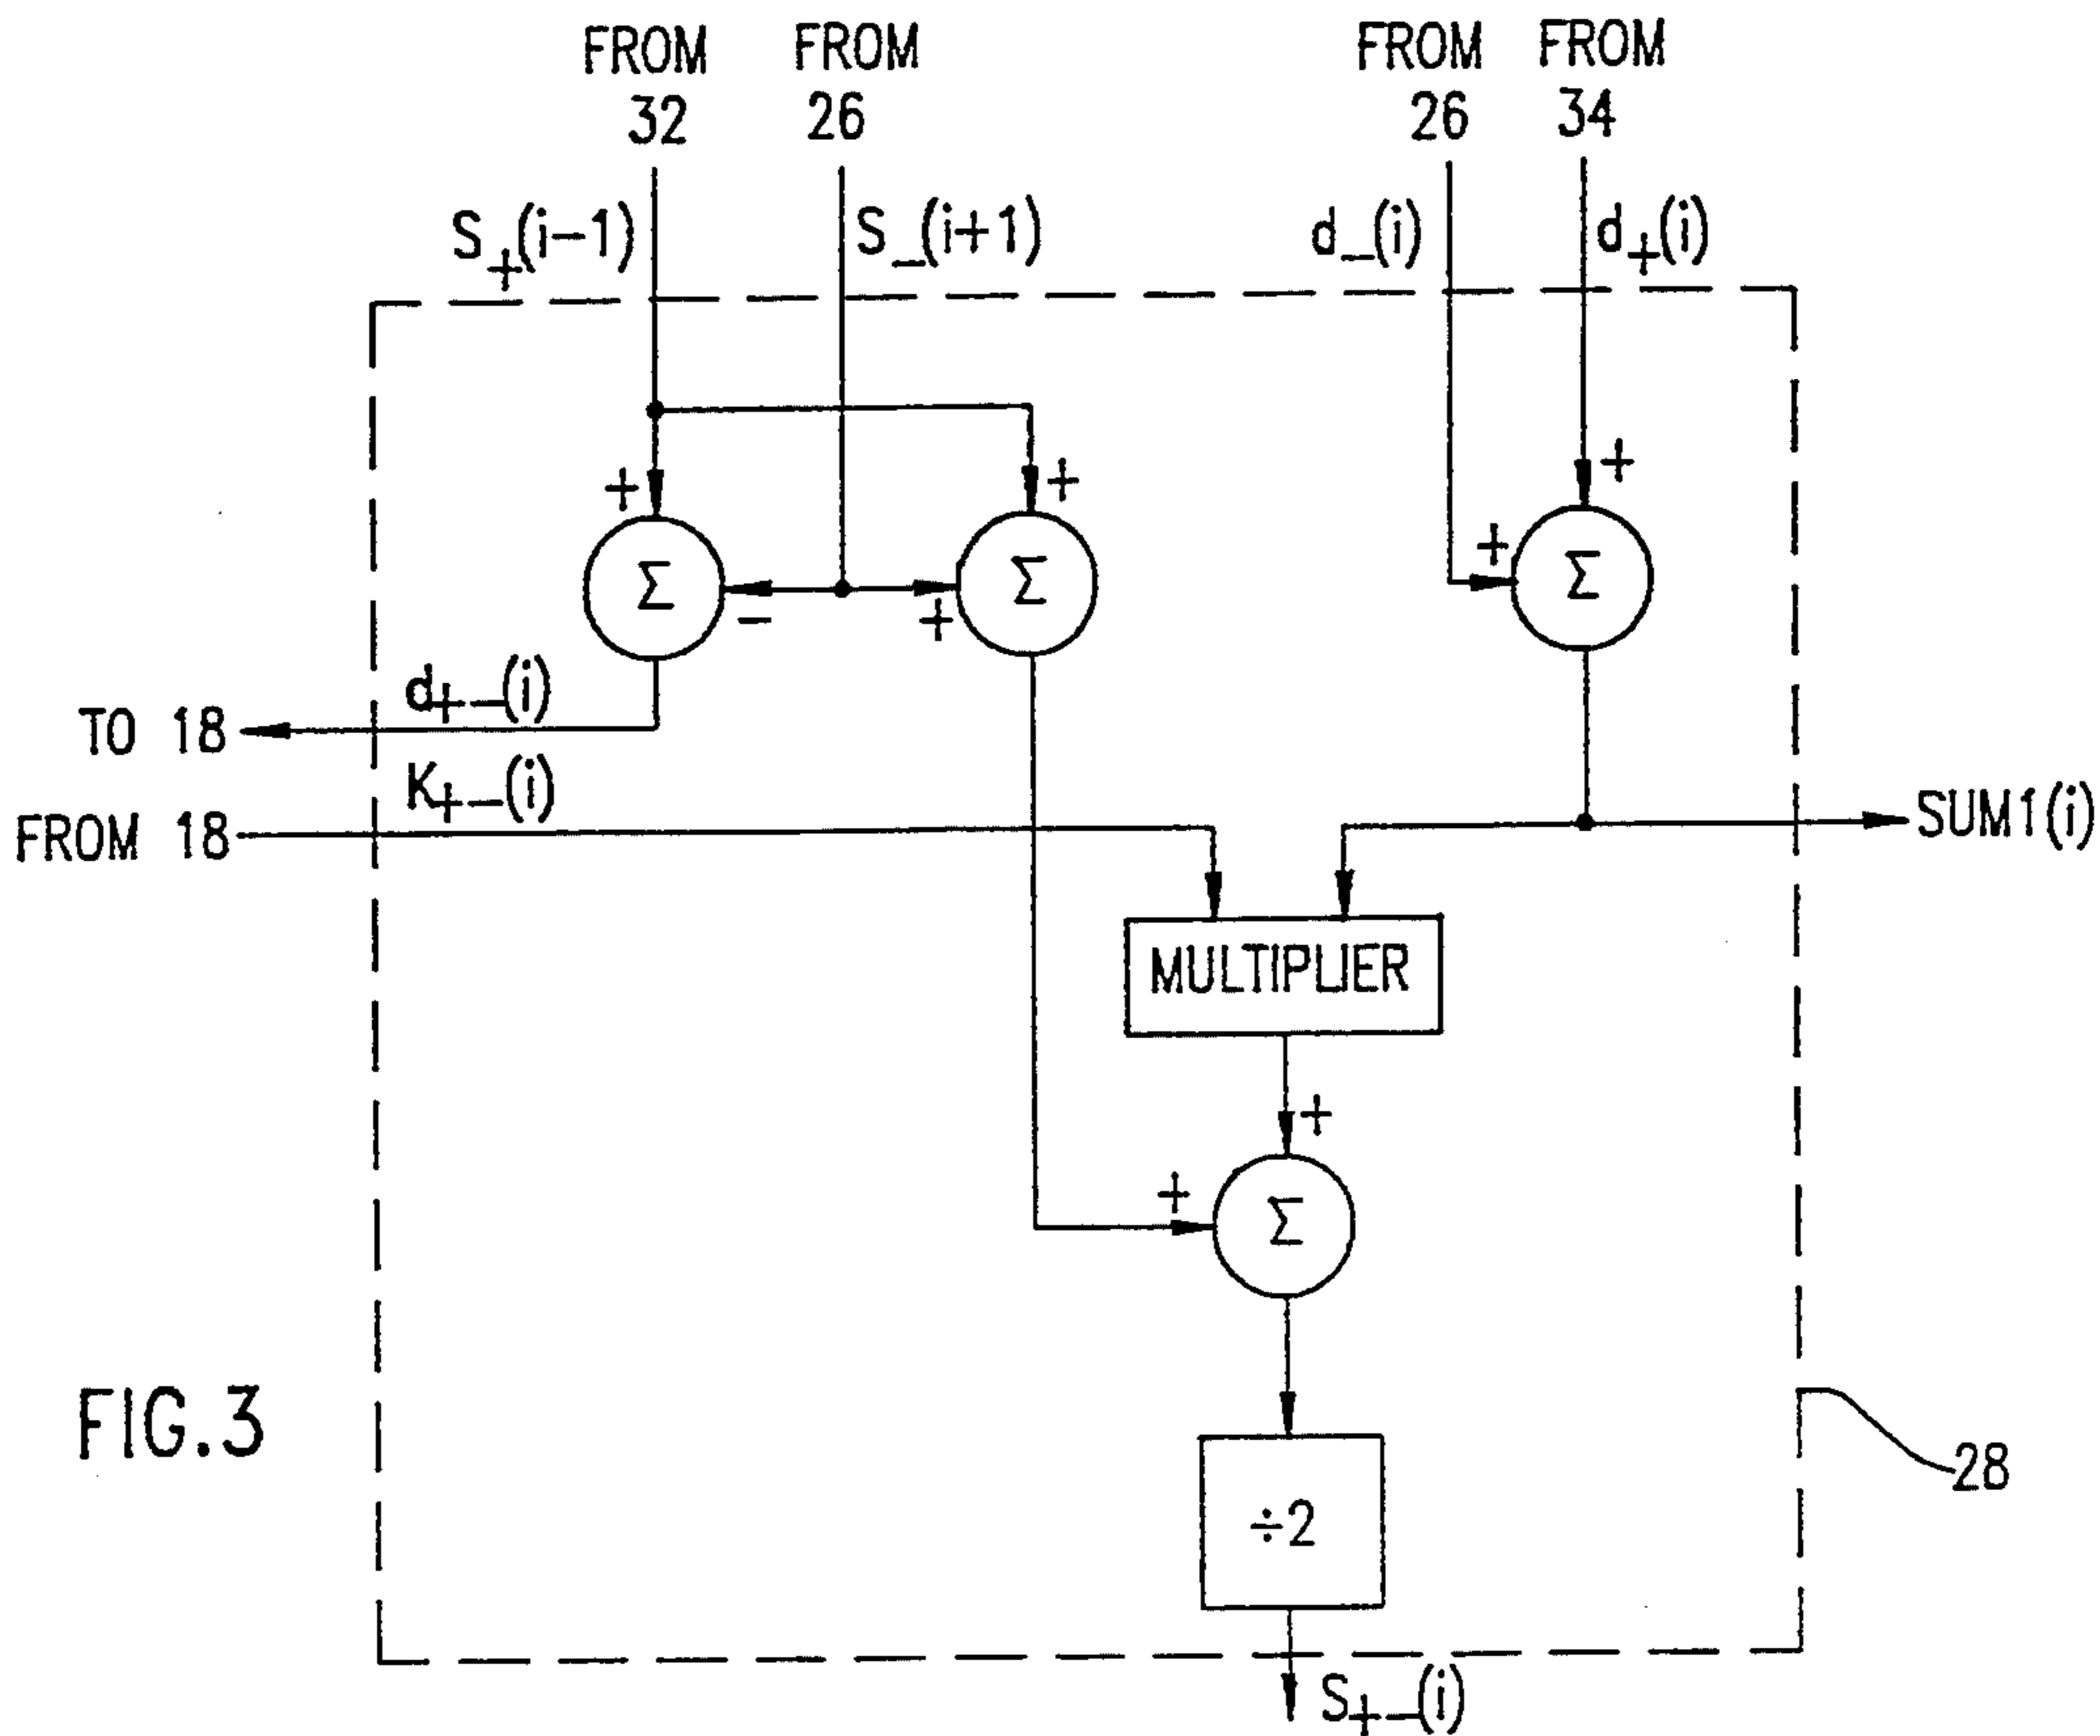 FROM 32
FROM 26
FROM 26
FROM 34
S₊(i−1)
S₋(i+1)
d₋(i)
d₊(i)
+
+
+
+
Σ
Σ
Σ
−
+
d₊₋(i)
TO 18
K₊₋(i)
FROM 18
SUM1(i)
MULTIPLIER
+
+
Σ
÷2
FIG.3
28
S₊₋(i)